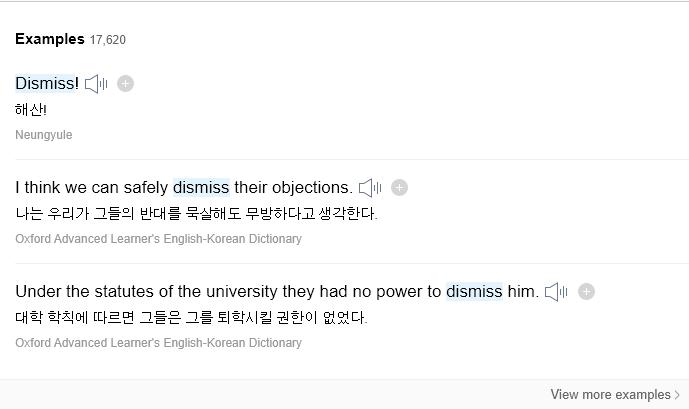 Examples 17,620
Dismiss!
해산!
Neungyule
I think we can safely dismiss their objections.
나는 우리가 그들의 반대를 묵살해도 무방하다고 생각한다.
Oxford Advanced Learner's English-Korean Dictionary
Under the statutes of the university they had no power to dismiss him.
대학 학칙에 따르면 그들은 그를 퇴학시킬 권한이 없었다.
Oxford Advanced Learner's English-Korean Dictionary
View more examples